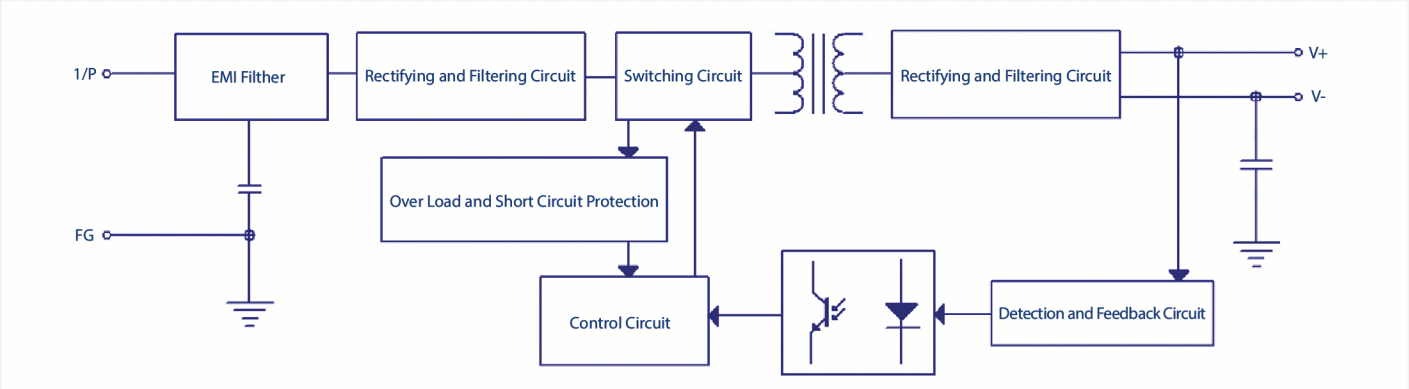 1/P
EMI Filther
Rectifying and Filtering Circuit
Switching Circuit
Rectifying and Filtering Circuit
V+
V-
Over Load and Short Circuit Protection
FG
Control Circuit
Detection and Feedback Circuit